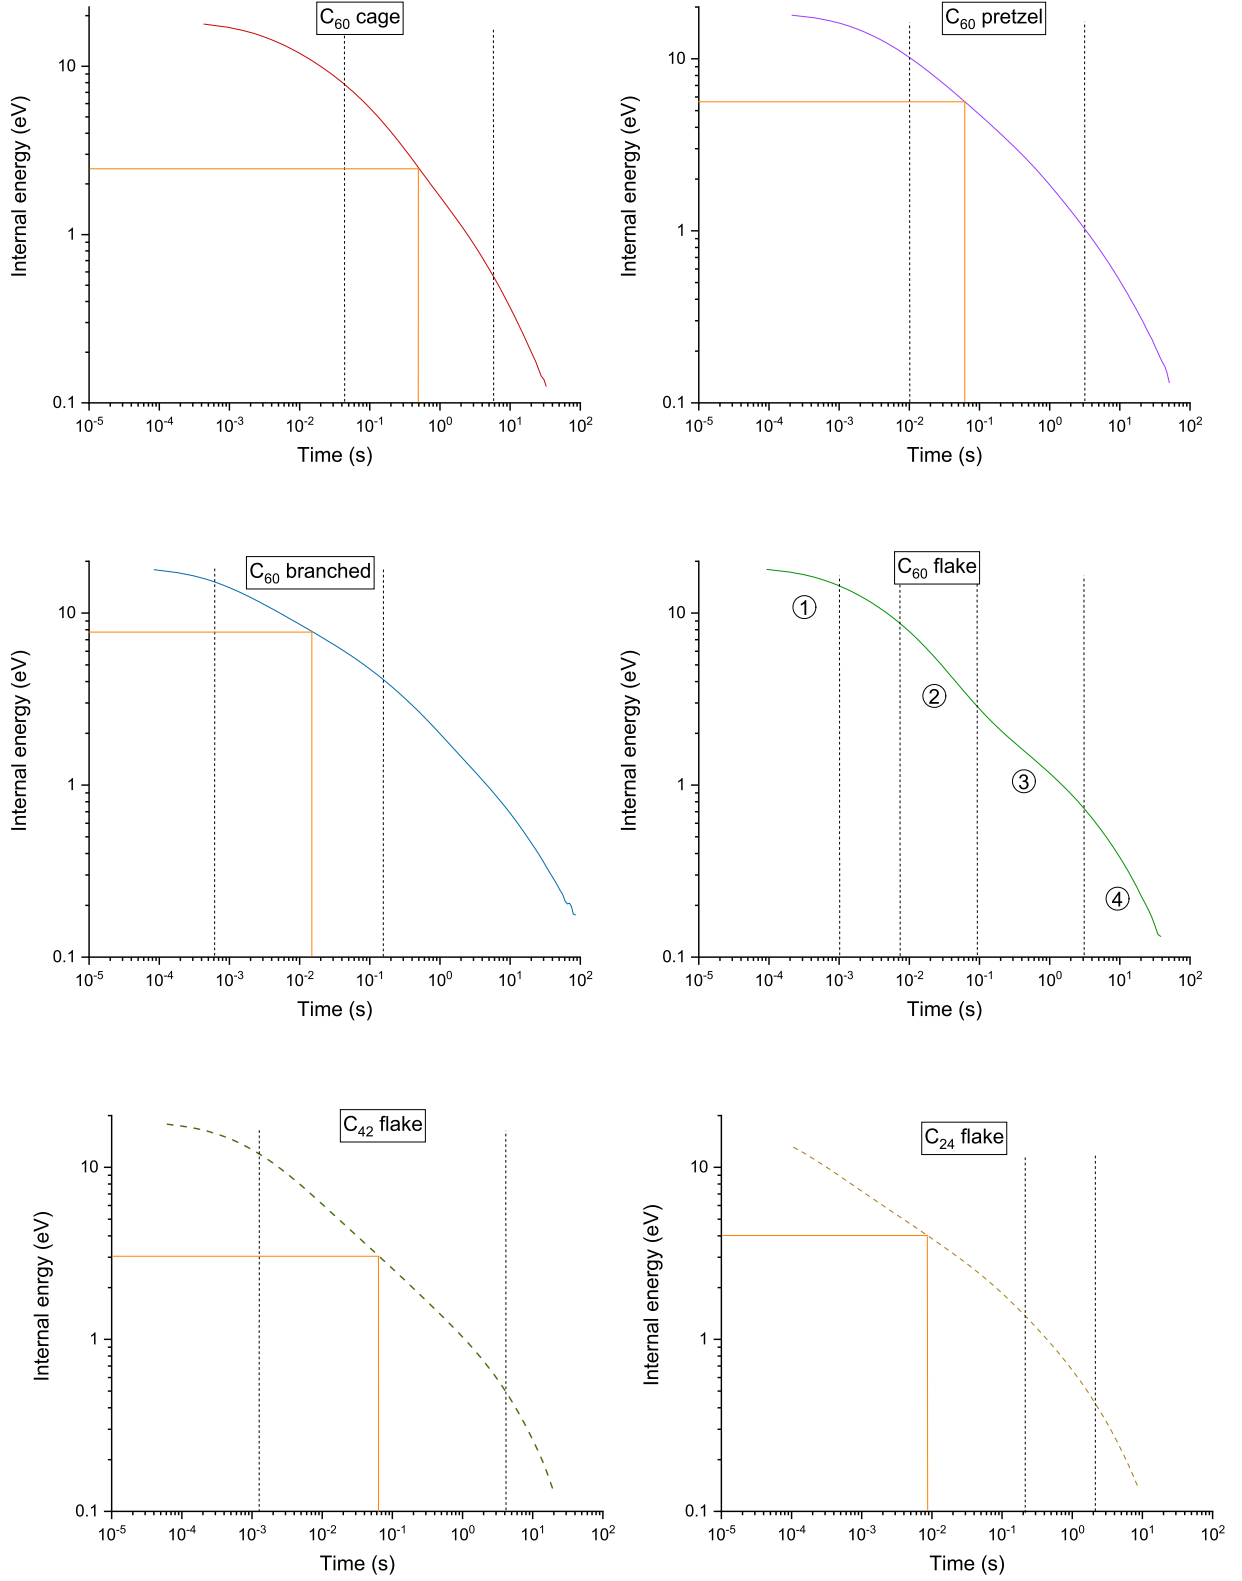 C60 cage
Internal energy (eV)
10
1
0.1
10-5 10-4 10-3 10-2 10-1 100 101 102
Time (s)
C60 pretzel
Internal energy (eV)
10
1
0.1
10-5 10-4 10-3 10-2 10-1 100 101 102
Time (s)
C60 branched
Internal energy (eV)
10
1
0.1
10-5 10-4 10-3 10-2 10-1 100 101 102
Time (s)
C60 flake
Internal energy (eV)
10
1
0.1
1
2
3
4
10-5 10-4 10-3 10-2 10-1 100 101 102
Time (s)
C42 flake
Internal enrgy (eV)
10
1
0.1
10-5 10-4 10-3 10-2 10-1 100 101 102
Time (s)
C24 flake
Internal energy (eV)
10
1
0.1
10-5 10-4 10-3 10-2 10-1 100 101 102
Time (s)